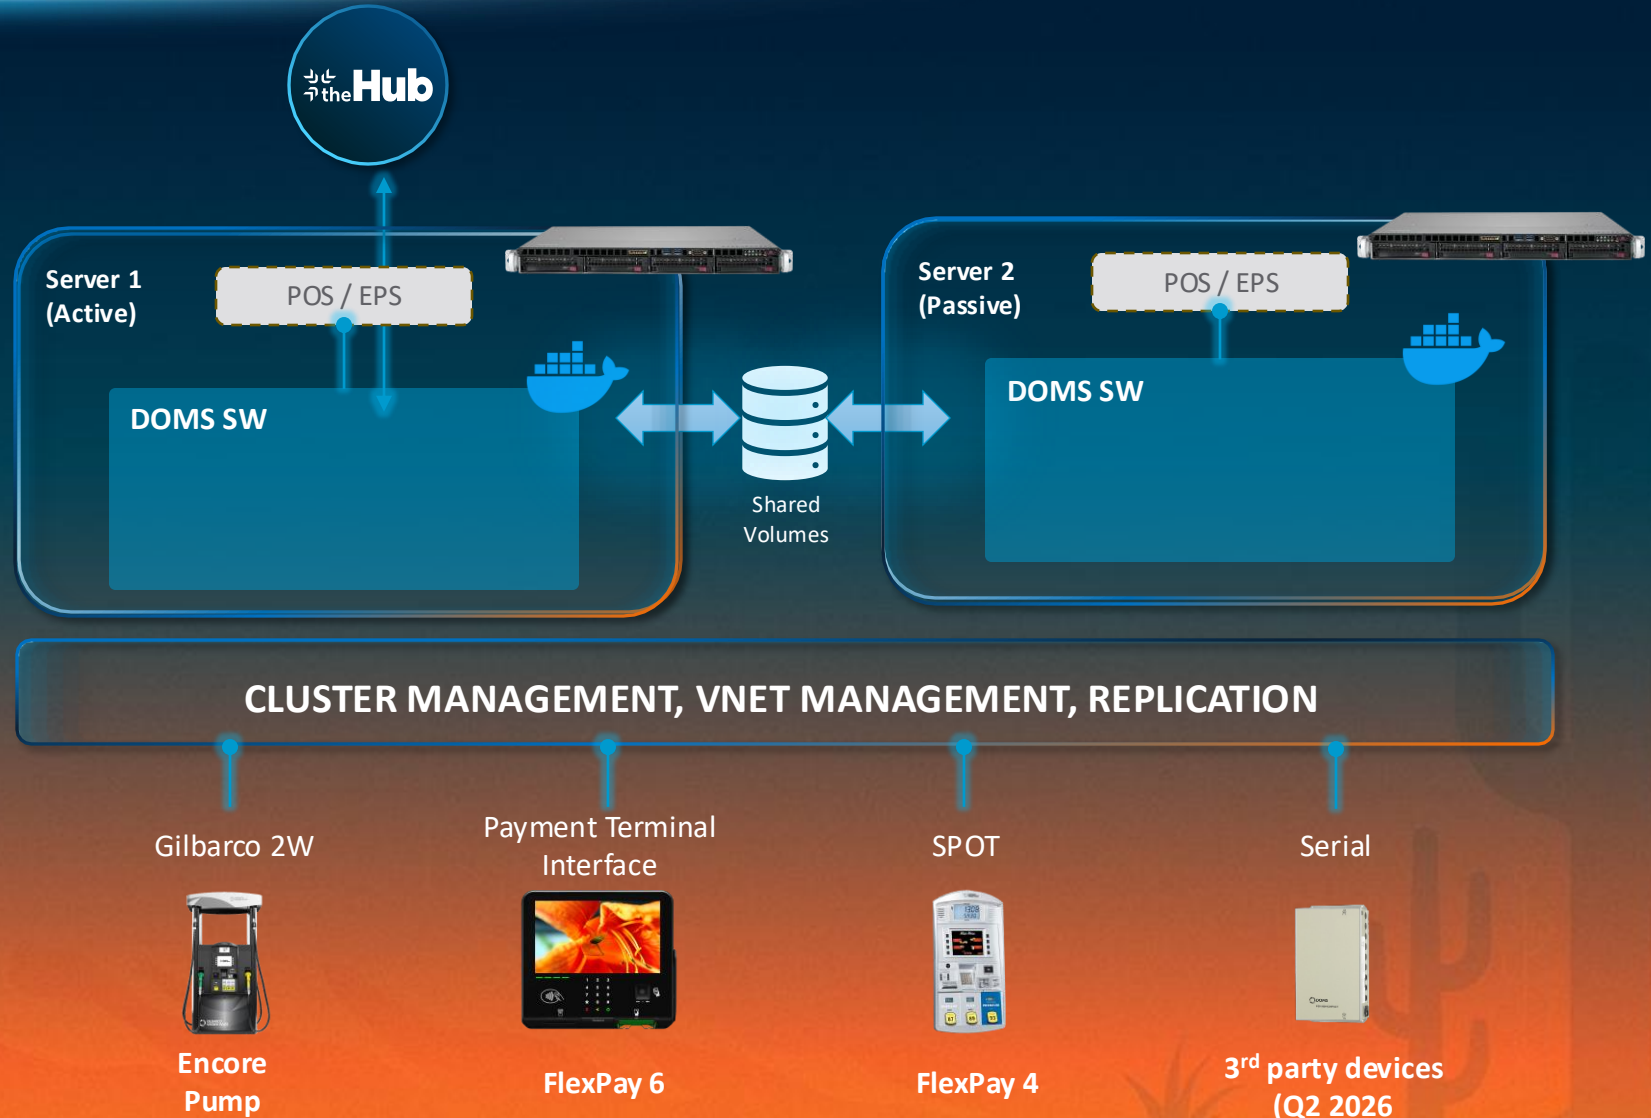 theHub
Server 1
(Active)
POS / EPS
DOMS SW
Server 2
(Passive)
POS / EPS
DOMS SW
Shared
Volumes
CLUSTER MANAGEMENT, VNET MANAGEMENT, REPLICATION
Gilbarco 2W
Payment Terminal
Interface
SPOT
Serial
Encore
Pump
FlexPay 6
FlexPay 4
3rd party devices
(Q2 2026